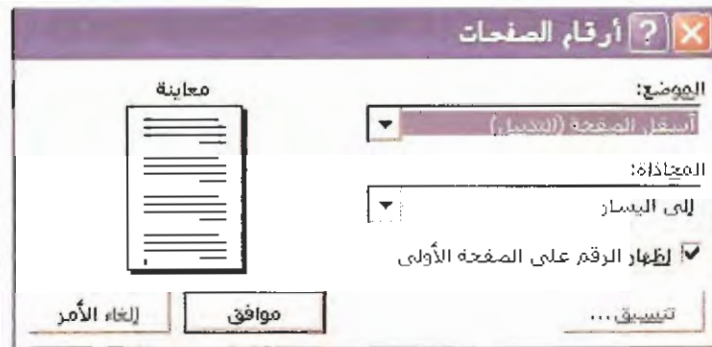 أرقام الصفحات
الموضع:
أسفل الصفحة (التذييل)
معاينة
المحاذاة:
إلى اليسار
إظهار الرقم على الصفحة الأولى
تنسيق...
موافق
إلغاء الأمر